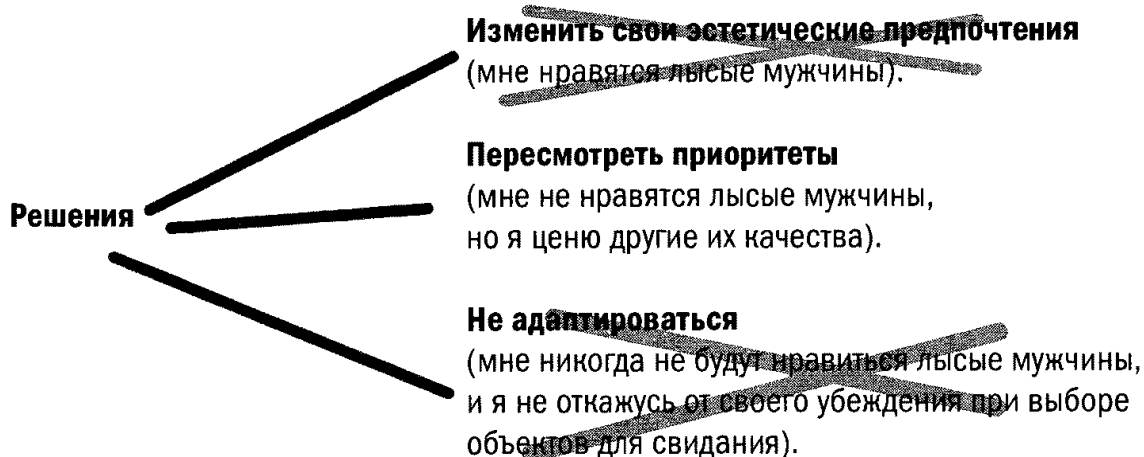 Изменить свои эстетические предпочтения
(мне нравятся лысые мужчины).
Пересмотреть приоритеты
(мне не нравятся лысые мужчины,
но я ценю другие их качества).
Решения
Не адаптироваться
(мне никогда не будут нравиться лысые мужчины,
и я не откажусь от своего убеждения при выборе
объектов для свидания).